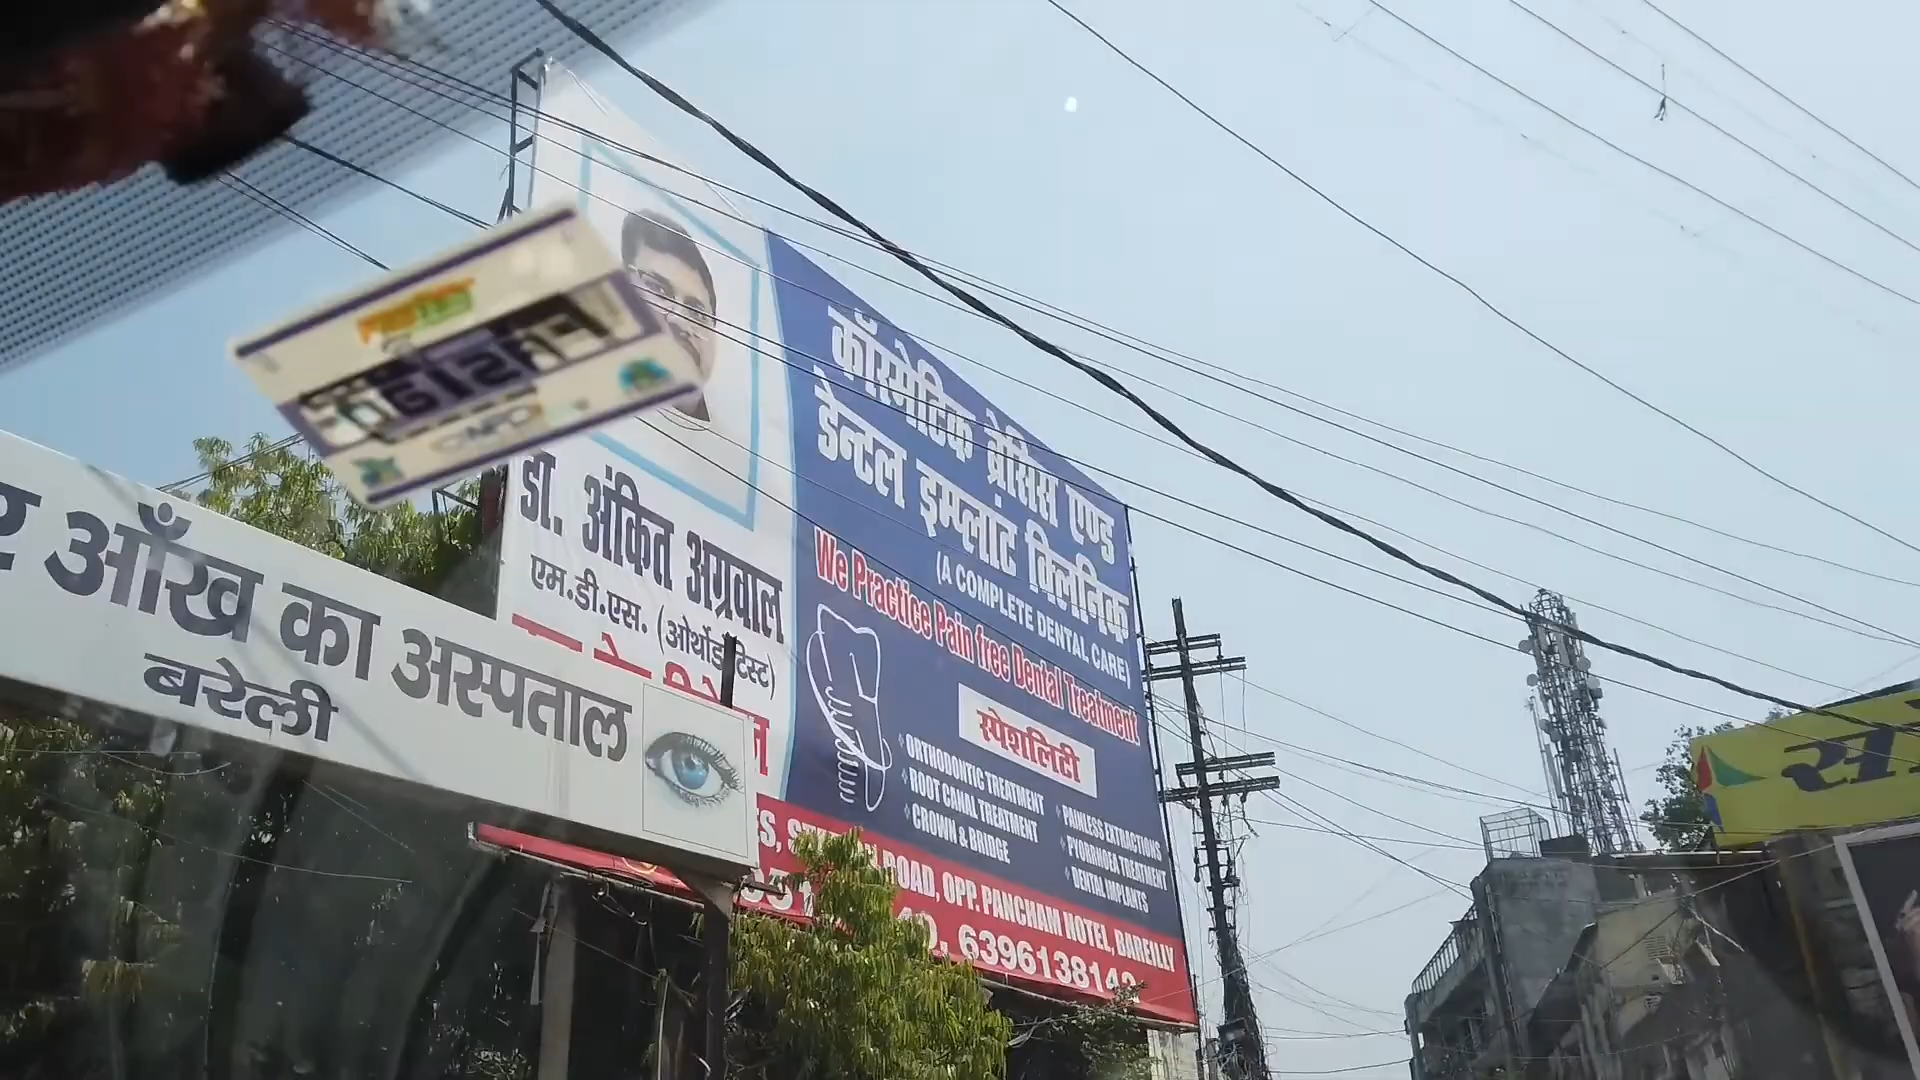 आँख का अस्पताल
बरेली
डा. अंकित अग्रवाल
एम.डी.एस.
कॉस्मेटिक ब्रेसिस एण्ड
डेन्टल इम्प्लांट क्लिनिक
(A COMPLETE DENTAL CARE)
We Practice Pain free Dental Treatment
स्पेशलिटी
ORTHODONTIC TREATMENT
ROOT CANAL TREATMENT
CROWN & BRIDGE
PAINLESS EXTRACTIONS
PYORRHOEA TREATMENT
DENTAL IMPLANTS
ROAD, OPP. PANCHAM HOTEL, BAREILLY